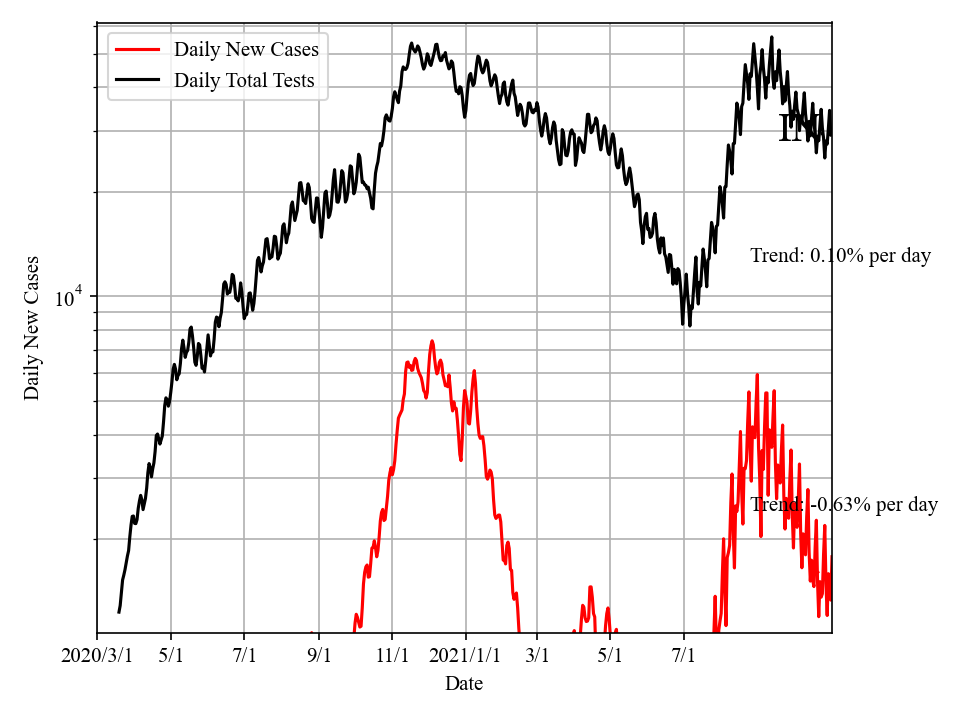 Daily New Cases
Daily Total Tests
IN
Trend: 0.10% per day
Trend: -0.63% per day
Daily New Cases
10^4
2020/3/1 5/1 7/1 9/1 11/1 2021/1/1 3/1 5/1 7/1
Date